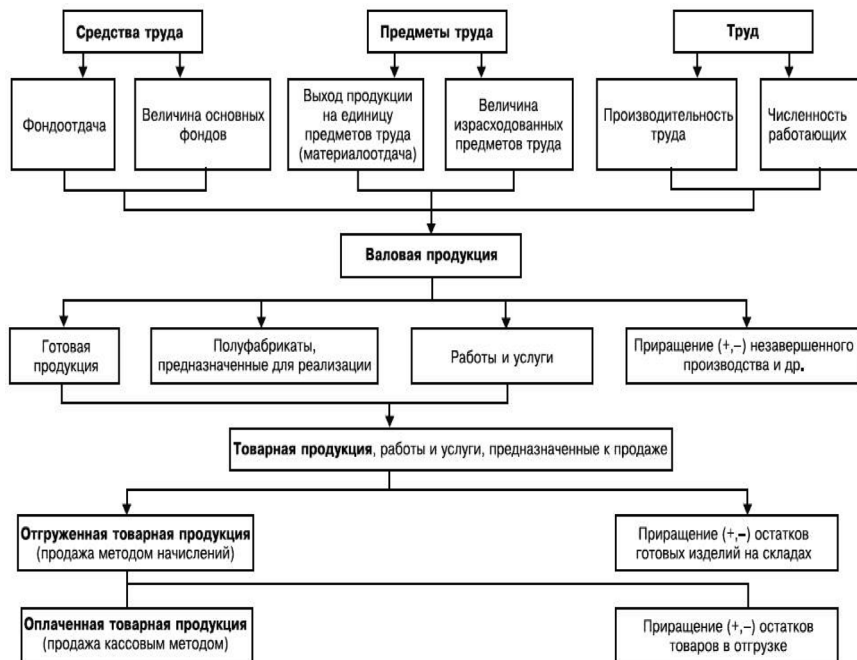 Средства труда
Предметы труда
Труд
Фондоотдача
Величина основных
фондов
Выход продукции
на единицу
предметов труда
(материалоотдача)
Величина
израсходованных
предметов труда
Производительность
труда
Численность
работающих
Валовая продукция
Готовая
продукция
Полуфабрикаты,
предназначенные для реализации
Работы и услуги
Приращение (+,–) незавершенного
производства и др.
Товарная продукция, работы и услуги, предназначенные к продаже
Отгруженная товарная продукция
(продажа методом начислений)
Приращение (+,–) остатков
готовых изделий на складах
Оплаченная товарная продукция
(продажа кассовым методом)
Приращение (+,–) остатков
товаров в отгрузке